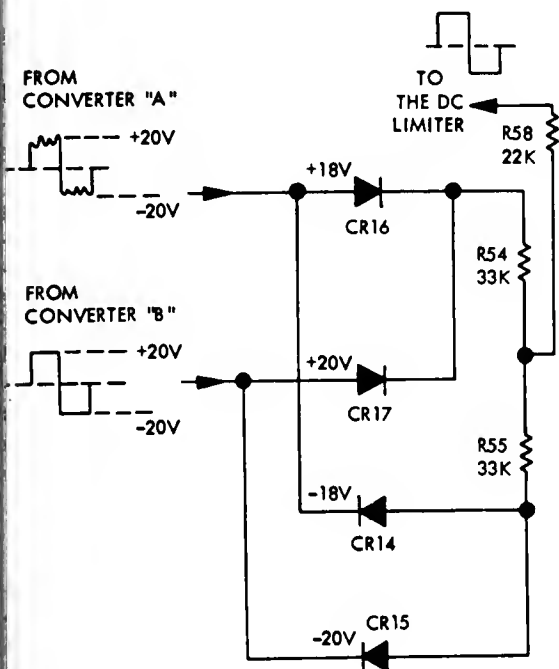 FROM
CONVERTER "A"
+20V
-20V
TO
THE DC
LIMITER
R58
22K
+18V
CR16
R54
33K
FROM
CONVERTER "B"
+20V
-20V
+20V
CR17
R55
33K
-18V
CR14
CR15
-20V